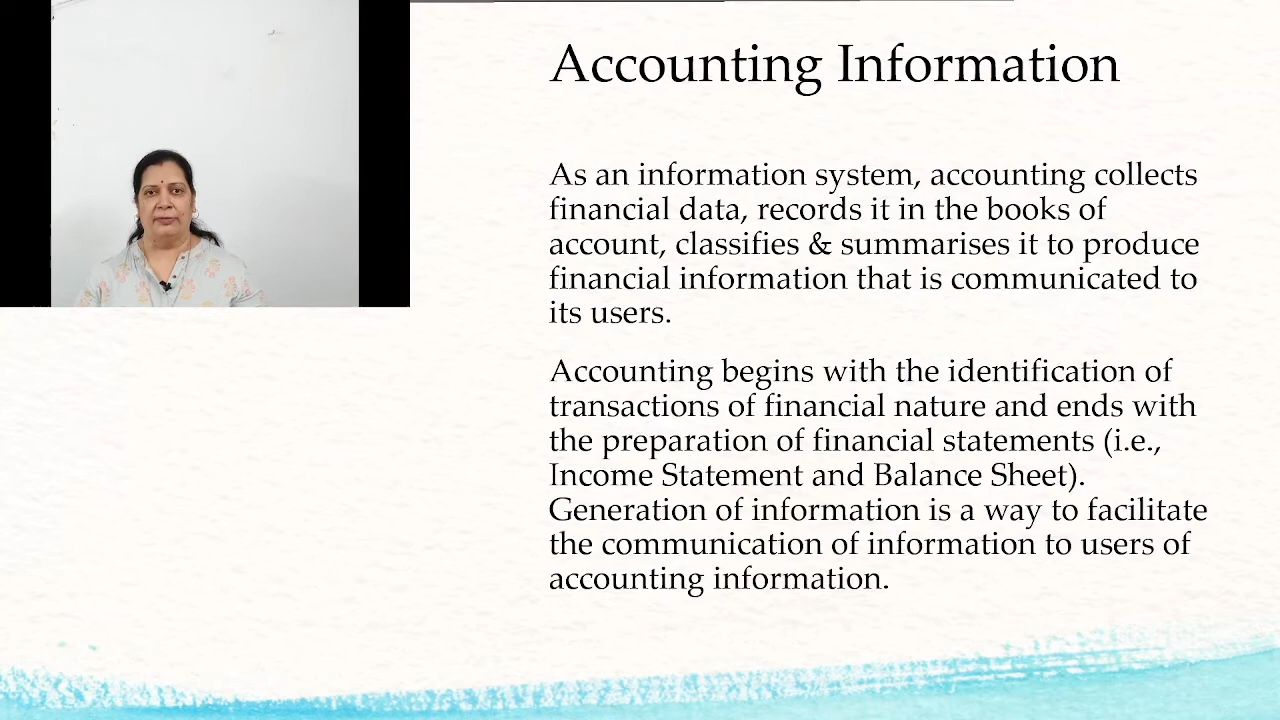 Accounting Information
As an information system, accounting collects
financial data, records it in the books of
account, classifies & summarises it to produce
financial information that is communicated to
its users.
Accounting begins with the identification of
transactions of financial nature and ends with
the preparation of financial statements (i.e.,
Income Statement and Balance Sheet).
Generation of information is a way to facilitate
the communication of information to users of
accounting information.